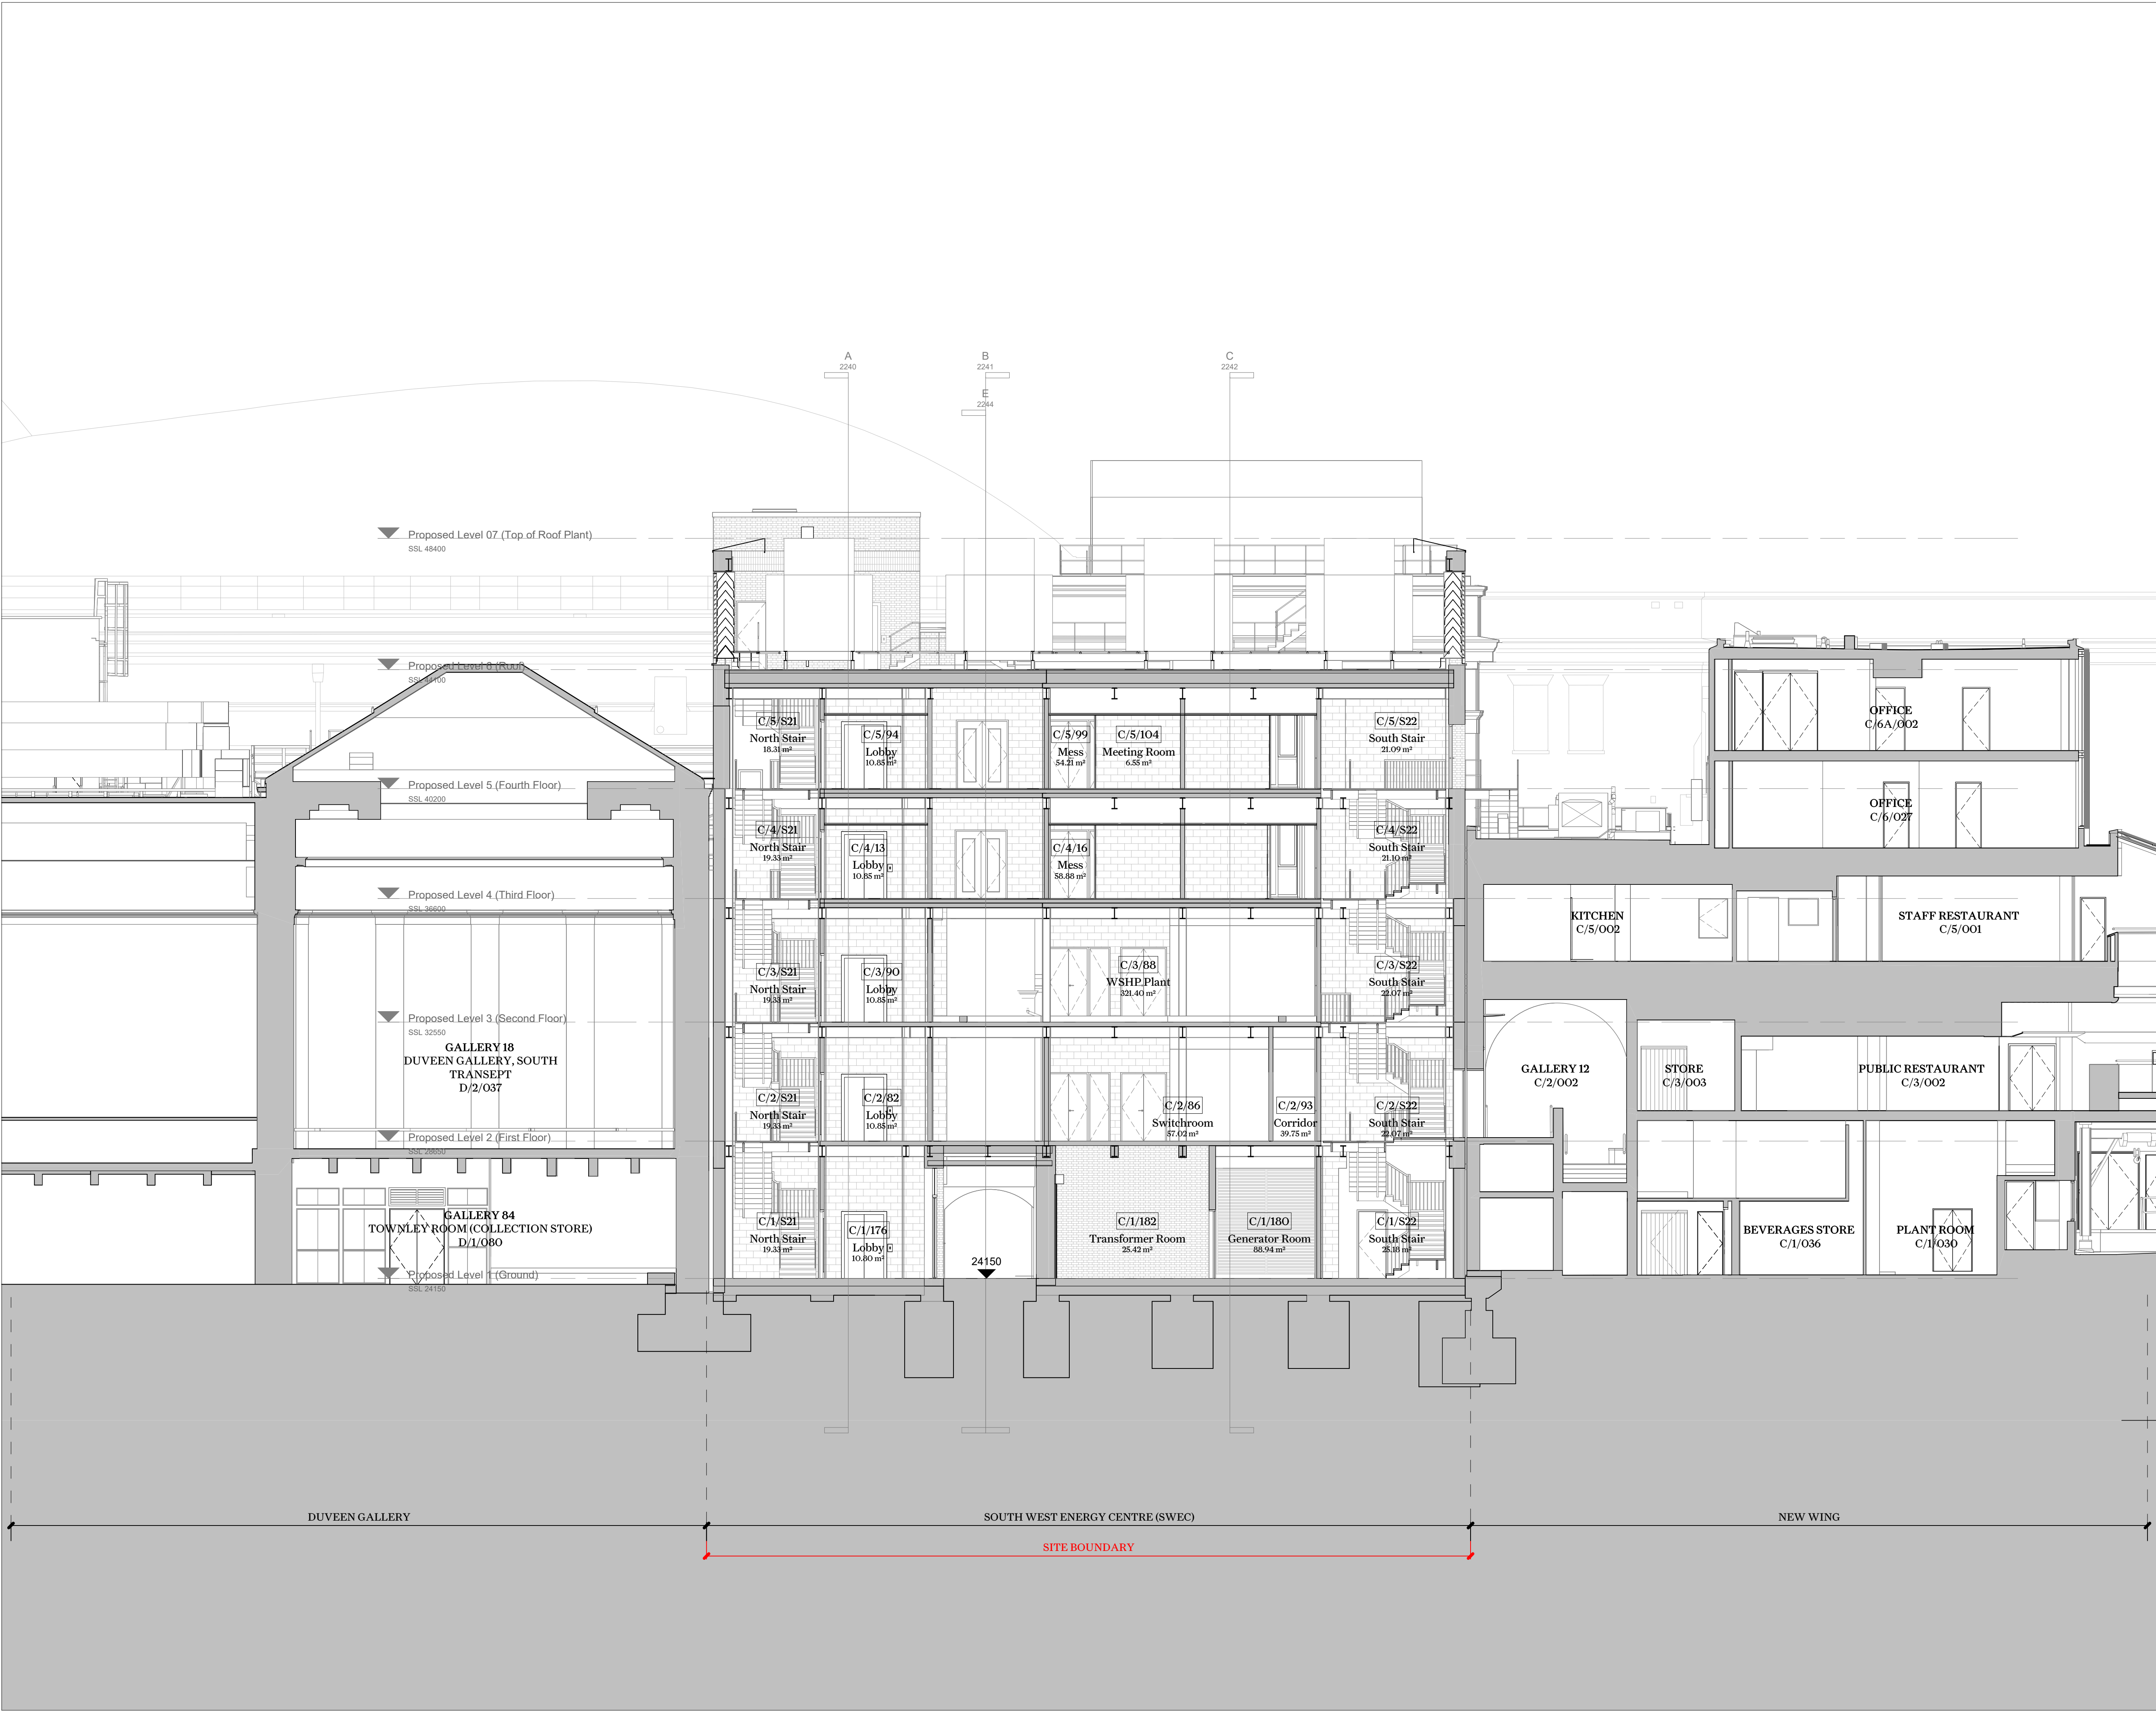 A
2240
B
2241
E
2244
C
2242
Proposed Level 07 (Top of Roof Plant)
SSL 48400
Proposed Level 6 (Roof)
SSL 44100
Proposed Level 5 (Fourth Floor)
SSL 40200
Proposed Level 4 (Third Floor)
SSL 36600
Proposed Level 3 (Second Floor)
SSL 32550
GALLERY 18
DUVEEN GALLERY, SOUTH
TRANSEPT
D/2/037
Proposed Level 2 (First Floor)
SSL 28650
GALLERY 84
TOWNLEY ROOM (COLLECTION STORE)
D/1/080
Proposed Level 1 (Ground)
SSL 24150
C/5/S21
North Stair
18.31 m²
C/5/94
Lobby
10.85 m²
C/5/99
Mess
54.21 m²
C/5/104
Meeting Room
6.55 m²
C/5/S22
South Stair
21.09 m²
C/4/S21
North Stair
19.33 m²
C/4/13
Lobby
10.85 m²
C/4/16
Mess
58.88 m²
C/4/S22
South Stair
21.10 m²
C/3/S21
North Stair
19.33 m²
C/3/90
Lobby
10.85 m²
C/3/88
WSHP Plant
321.40 m²
C/3/S22
South Stair
22.07 m²
C/2/S21
North Stair
19.33 m²
C/2/82
Lobby
10.85 m²
C/2/86
Switchroom
57.02 m²
C/2/93
Corridor
39.75 m²
C/2/S22
South Stair
22.07 m²
C/1/S21
North Stair
19.33 m²
C/1/176
Lobby
10.80 m²
24150
C/1/182
Transformer Room
25.42 m²
C/1/180
Generator Room
88.94 m²
C/1/S22
South Stair
25.18 m²
OFFICE
C/6A/002
OFFICE
C/6/027
KITCHEN
C/5/002
STAFF RESTAURANT
C/5/001
GALLERY 12
C/2/002
STORE
C/3/003
PUBLIC RESTAURANT
C/3/002
BEVERAGES STORE
C/1/036
PLANT ROOM
C/1/030
DUVEEN GALLERY
SOUTH WEST ENERGY CENTRE (SWEC)
NEW WING
SITE BOUNDARY